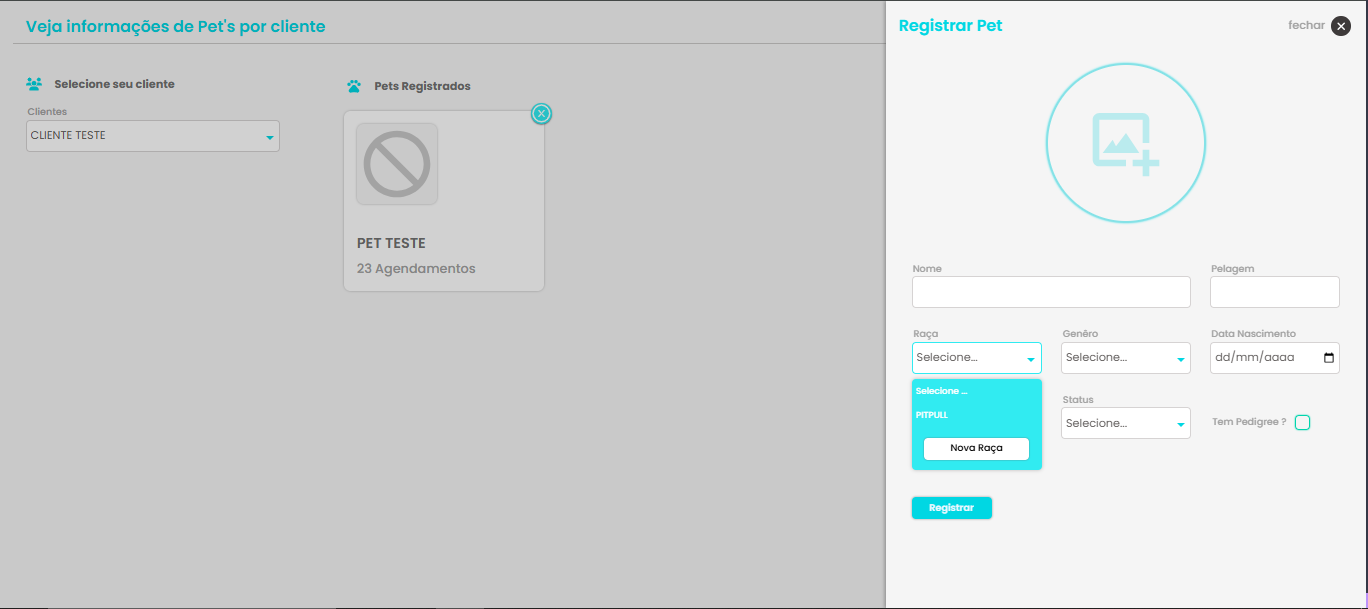 Veja informações de Pet's por cliente
Selecione seu cliente
Clientes
CLIENTE TESTE
Pets Registrados
PET TESTE
23 Agendamentos
Registrar Pet
fechar
Nome
Pelagem
Raça
Genêro
Data Nascimento
Selecione...
Selecione...
dd/mm/aaaa
Selecione ...
PITPULL
Nova Raça
Status
Selecione...
Tem Pedigree ?
Registrar